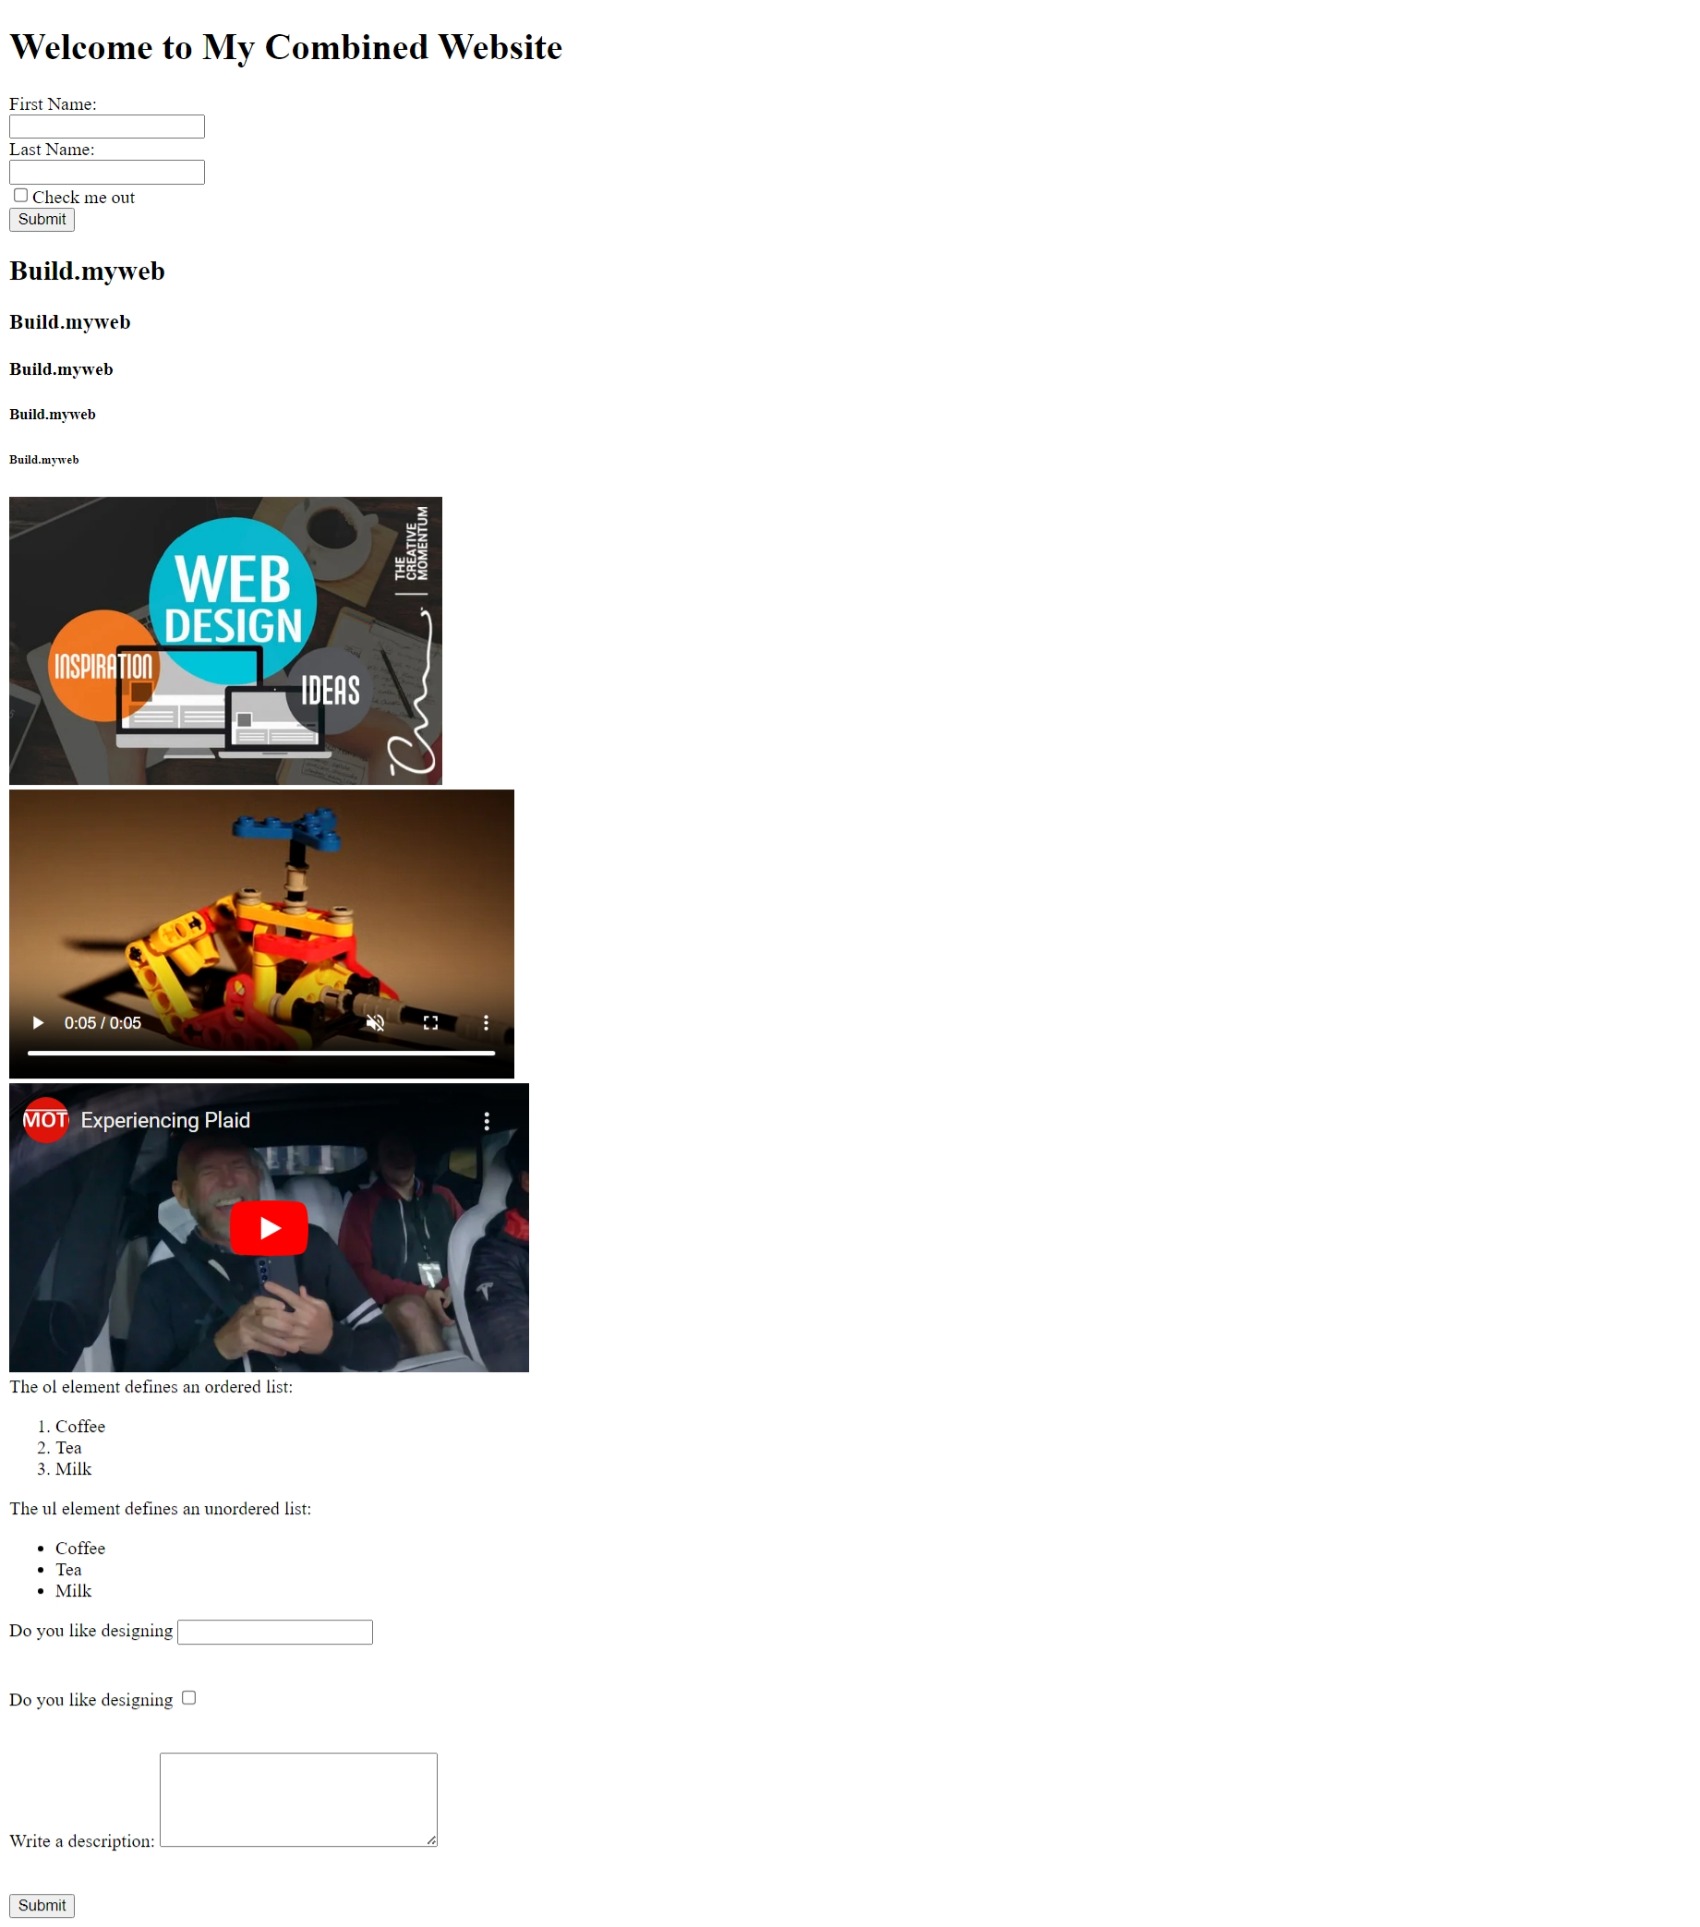 Welcome to My Combined Website
First Name:
Last Name:
Check me out
Submit
Build.myweb
Build.myweb
Build.myweb
Build.myweb
Build.myweb
WEB
DESIGN
INSPIRATION
IDEAS
THE
CREATIVE
MOMENTUM
0:05 / 0:05
MOT
Experiencing Plaid
The ol element defines an ordered list:
1. Coffee
2. Tea
3. Milk
The ul element defines an unordered list:
• Coffee
• Tea
• Milk
Do you like designing
Do you like designing
Write a description:
Submit